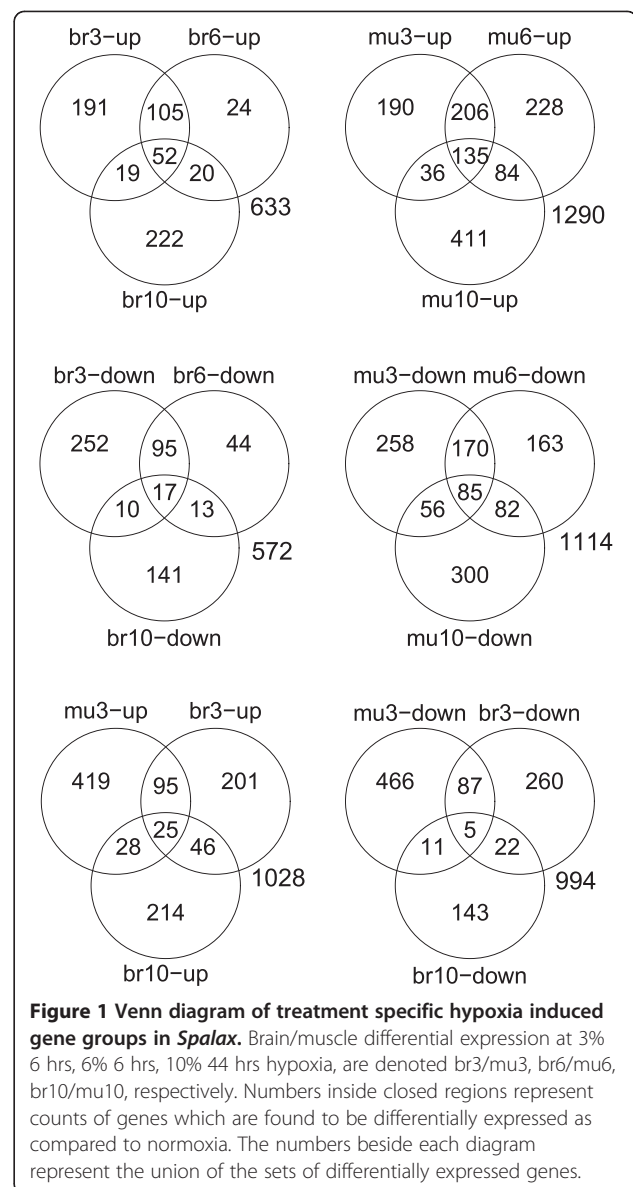 br3-up br6-up
191 105 24
52
19 20
633
222
br10-up
mu3-up mu6-up
190 206 228
135
36 84
1290
411
mu10-up
br3-down br6-down
252 95 44
17
10 13
572
141
br10-down
mu3-down mu6-down
258 170 163
85
56 82
1114
300
mu10-down
mu3-up br3-up
419 95 201
25
28 46
1028
214
br10-up
mu3-down br3-down
466 87 260
5
11 22
994
143
br10-down
Figure 1 Venn diagram of treatment specific hypoxia induced
gene groups in Spalax. Brain/muscle differential expression at 3%
6 hrs, 6% 6 hrs, 10% 44 hrs hypoxia, are denoted br3/mu3, br6/mu6,
br10/mu10, respectively. Numbers inside closed regions represent
counts of genes which are found to be differentially expressed as
compared to normoxia. The numbers beside each diagram
represent the union of the sets of differentially expressed genes.